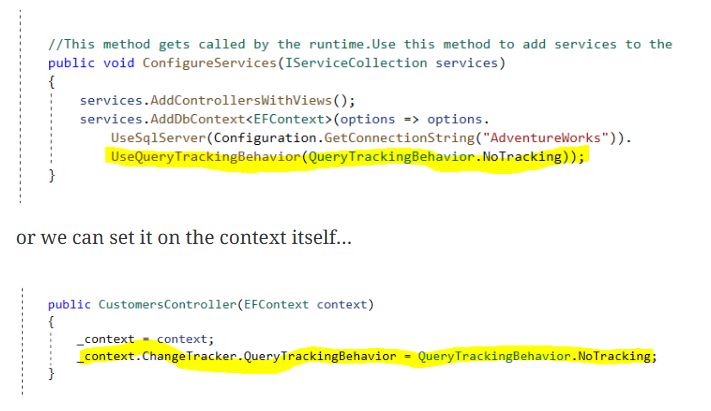 //This method gets called by the runtime.Use this method to add services to the
public void ConfigureServices(IServiceCollection services)
{
services.AddControllersWithViews();
services.AddDbContext<EFContext>(options => options.
UseSqlServer(Configuration.GetConnectionString("AdventureWorks")).
UseQueryTrackingBehavior(QueryTrackingBehavior.NoTracking));
}
or we can set it on the context itself...
public CustomersController(EFContext context)
{
_context = context;
_context.ChangeTracker.QueryTrackingBehavior = QueryTrackingBehavior.NoTracking;
}